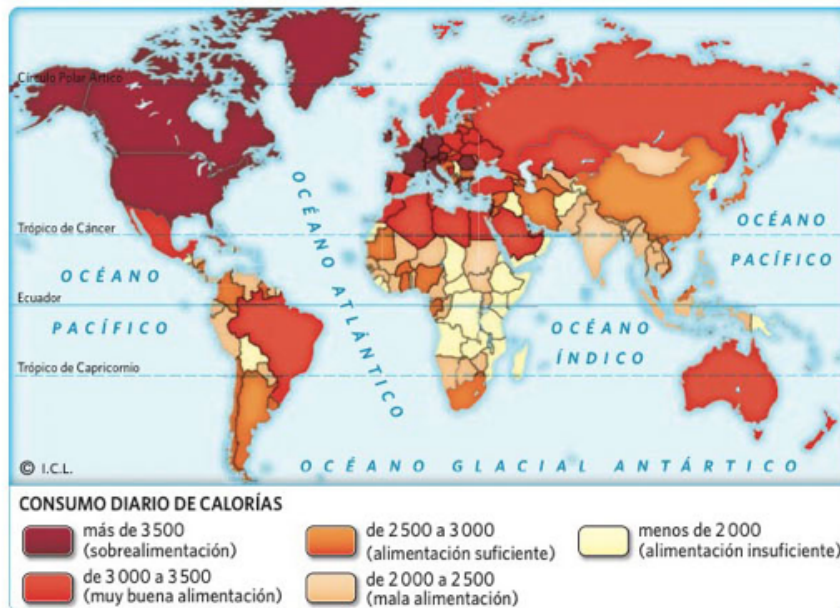 Círculo Polar Ártico
OCÉANO ATLÁNTICO
Trópico de Cáncer
OCÉANO
PACÍFICO
OCÉANO
PACÍFICO
Ecuador
OCÉANO
ÍNDICO
Trópico de Capricornio
© I.C.L.
OCÉANO GLACIAL ANTÁRTICO
CONSUMO DIARIO DE CALORÍAS
más de 3 500
(sobrealimentación)
de 2 500 a 3 000
(alimentación suficiente)
menos de 2 000
(alimentación insuficiente)
de 3 000 a 3 500
(muy buena alimentación)
de 2 000 a 2 500
(mala alimentación)